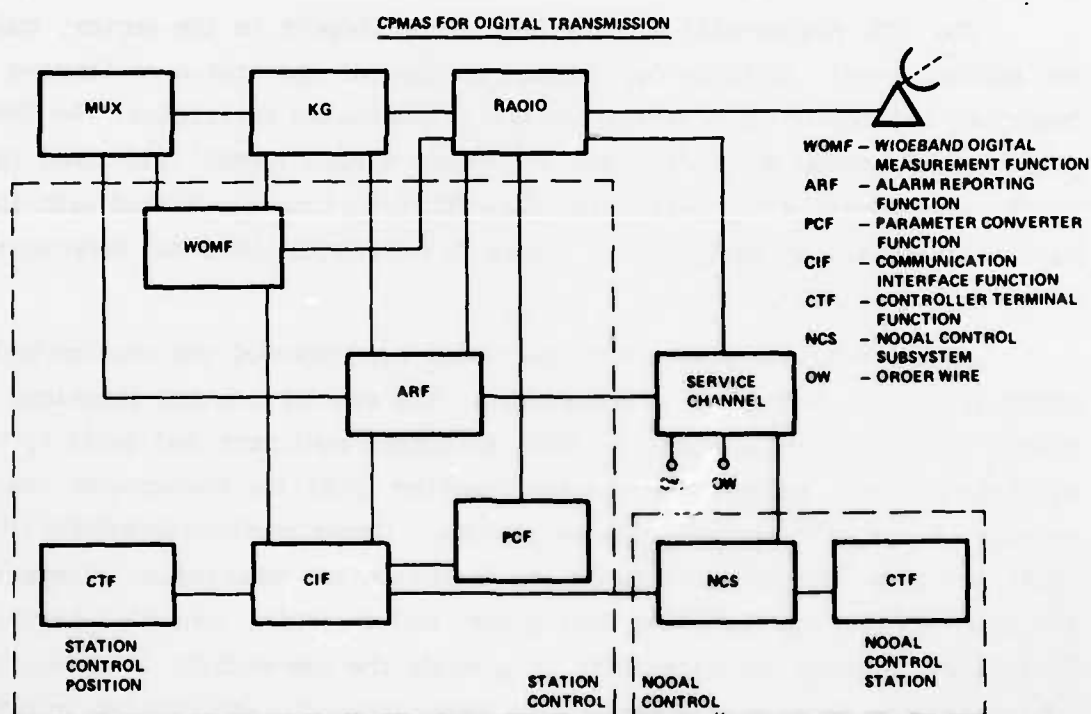 CPMAS FOR OIGITAL TRANSMISSION
MUX
KG
RADIO
WOMF – WIOEBAND OIGITAL
MEASUREMENT FUNCTION
ARF – ALARM REPORTING
FUNCTION
PCF – PARAMETER CONVERTER
FUNCTION
CIF – COMMUNICATION
INTERFACE FUNCTION
CTF – CONTROLLER TERMINAL
FUNCTION
NCS – NOOAL CONTROL
SUBSYSTEM
OW – OROER WIRE
WOMF
ARF
SERVICE
CHANNEL
OW
PCF
CTF
CIF
NCS
CTF
STATION
CONTROL
POSITION
STATION
CONTROL
NOOAL
CONTROL
NOOAL
CONTROL
STATION